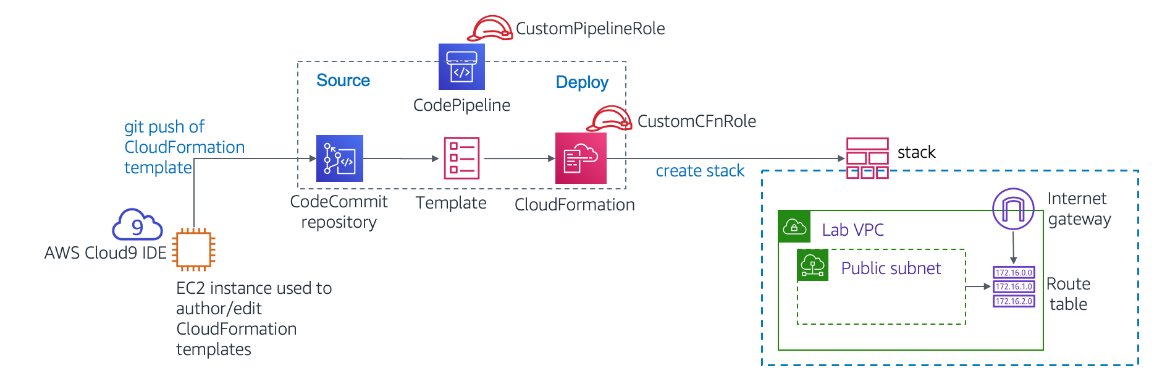 CustomPipelineRole
Source
Deploy
CodePipeline
git push of
CloudFormation
template
CustomCFnRole
create stack
stack
CodeCommit
repository
Template
CloudFormation
9
AWS Cloud9 IDE
EC2 instance used to
author/edit
CloudFormation
templates
Internet
gateway
Lab VPC
Public subnet
172.16.0.0
172.16.1.0
172.16.2.0
Route
table